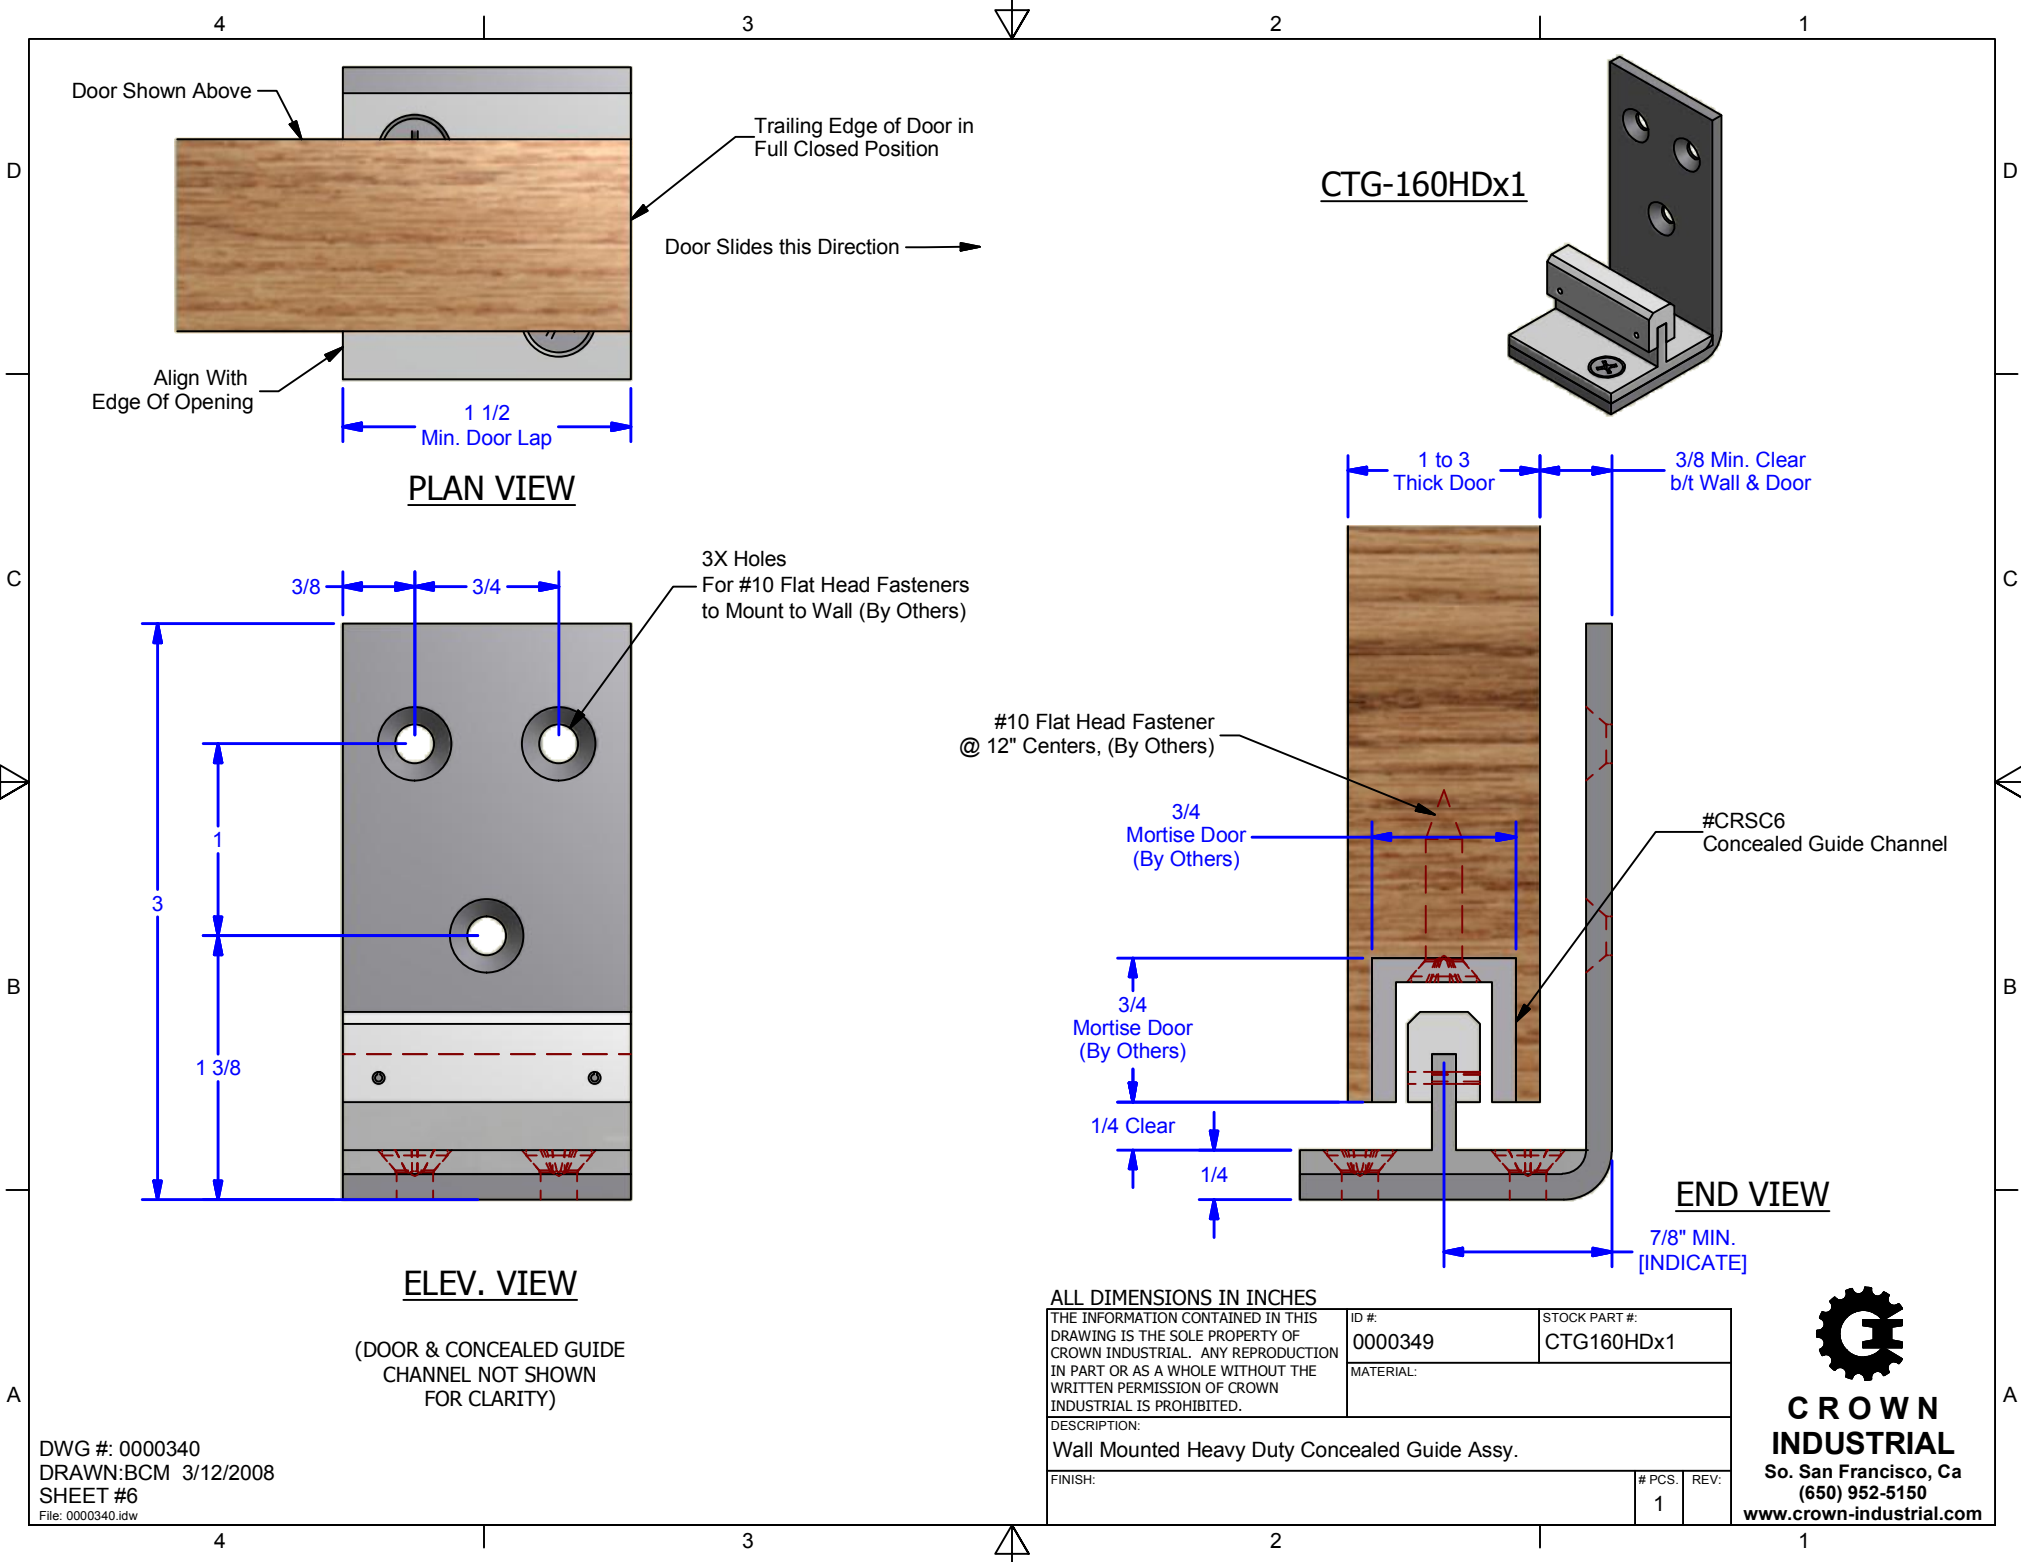 4
3
2
1
D
D
C
C
B
B
A
A
Door Shown Above
Trailing Edge of Door in
Full Closed Position
Door Slides this Direction
Align With
Edge Of Opening
1 1/2
Min. Door Lap
PLAN VIEW
CTG-160HDx1
1 to 3
Thick Door
3/8 Min. Clear
b/t Wall & Door
3/8
3/4
3X Holes
For #10 Flat Head Fasteners
to Mount to Wall (By Others)
3
1
1 3/8
#10 Flat Head Fastener
@ 12" Centers, (By Others)
3/4
Mortise Door
(By Others)
#CRSC6
Concealed Guide Channel
3/4
Mortise Door
(By Others)
1/4 Clear
1/4
END VIEW
7/8" MIN.
[INDICATE]
ELEV. VIEW
(DOOR & CONCEALED GUIDE
CHANNEL NOT SHOWN
FOR CLARITY)
DWG #: 0000340
DRAWN:BCM 3/12/2008
SHEET #6
File: 0000340.idw
ALL DIMENSIONS IN INCHES
THE INFORMATION CONTAINED IN THIS
DRAWING IS THE SOLE PROPERTY OF
CROWN INDUSTRIAL. ANY REPRODUCTION
IN PART OR AS A WHOLE WITHOUT THE
WRITTEN PERMISSION OF CROWN
INDUSTRIAL IS PROHIBITED.
ID #:
0000349
STOCK PART #:
CTG160HDx1
MATERIAL:
DESCRIPTION:
Wall Mounted Heavy Duty Concealed Guide Assy.
FINISH:
# PCS.
1
REV:
CROWN
INDUSTRIAL
So. San Francisco, Ca
(650) 952-5150
www.crown-industrial.com
4
3
2
1